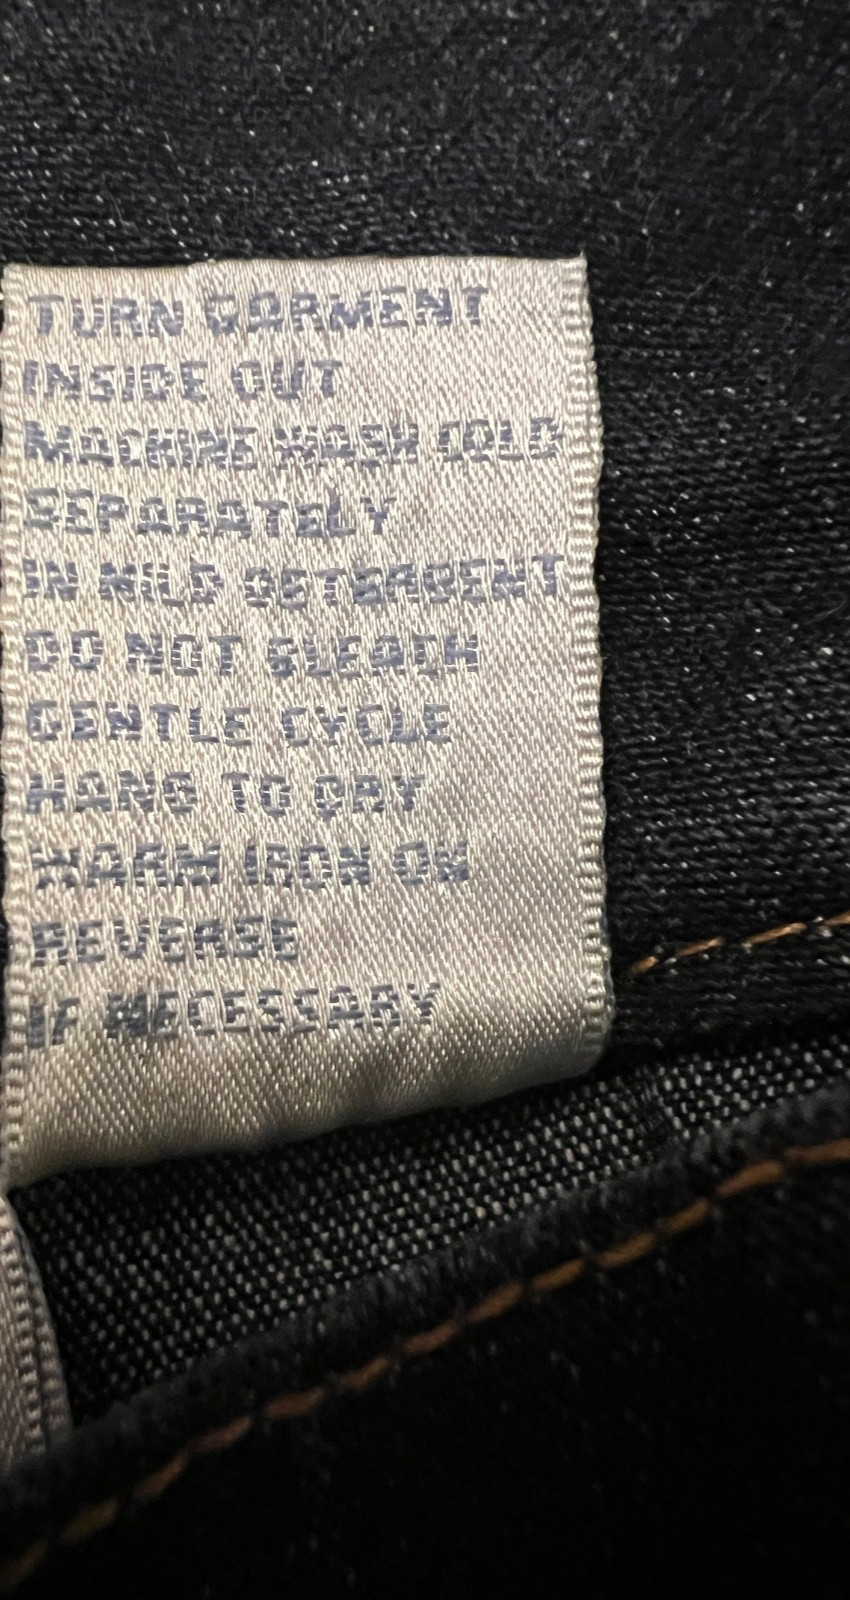 TURN GARMENT
INSIDE OUT
MACHINE WASH COLD
SEPARATELY
IN MILD DETERGENT
DO NOT BLEACH
GENTLE CYCLE
HANG TO DRY
WARM IRON ON
REVERSE
IF NECESSARY